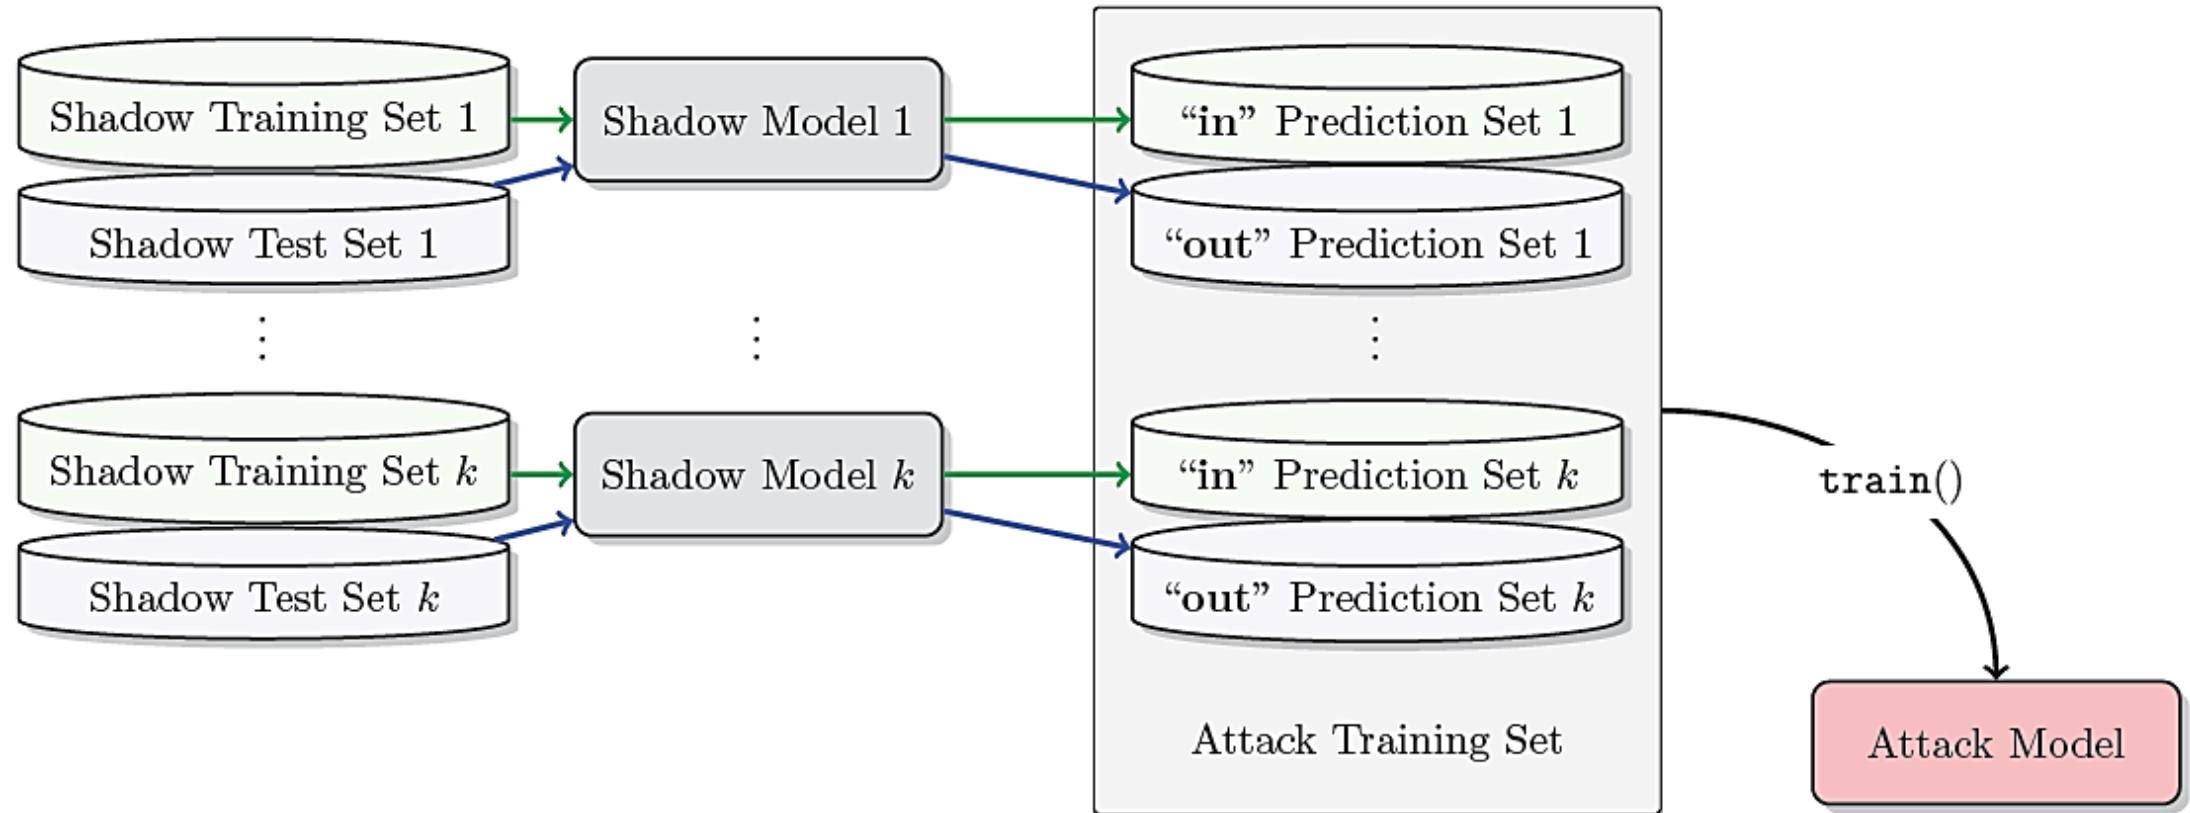 Shadow Training Set 1
Shadow Model 1
“in” Prediction Set 1
Shadow Test Set 1
“out” Prediction Set 1
⋮ ⋮ ⋮
Shadow Training Set k
Shadow Model k
“in” Prediction Set k
train()
Shadow Test Set k
“out” Prediction Set k
Attack Training Set
Attack Model